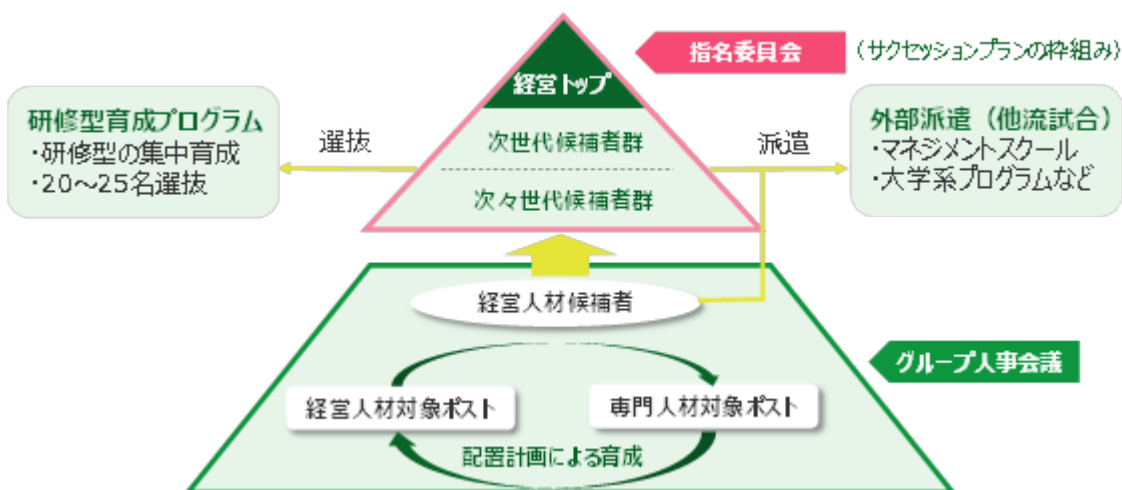 指名委員会
(サクセッションプランの枠組み)
経営トップ
研修型育成プログラム
・研修型の集中育成
・20～25名選抜
選抜
次世代候補者群
次々世代候補者群
派遣
外部派遣（他流試合）
・マネジメントスクール
・大学系プログラムなど
経営人材候補者
グループ人事会議
経営人材対象ポスト
専門人材対象ポスト
配置計画による育成